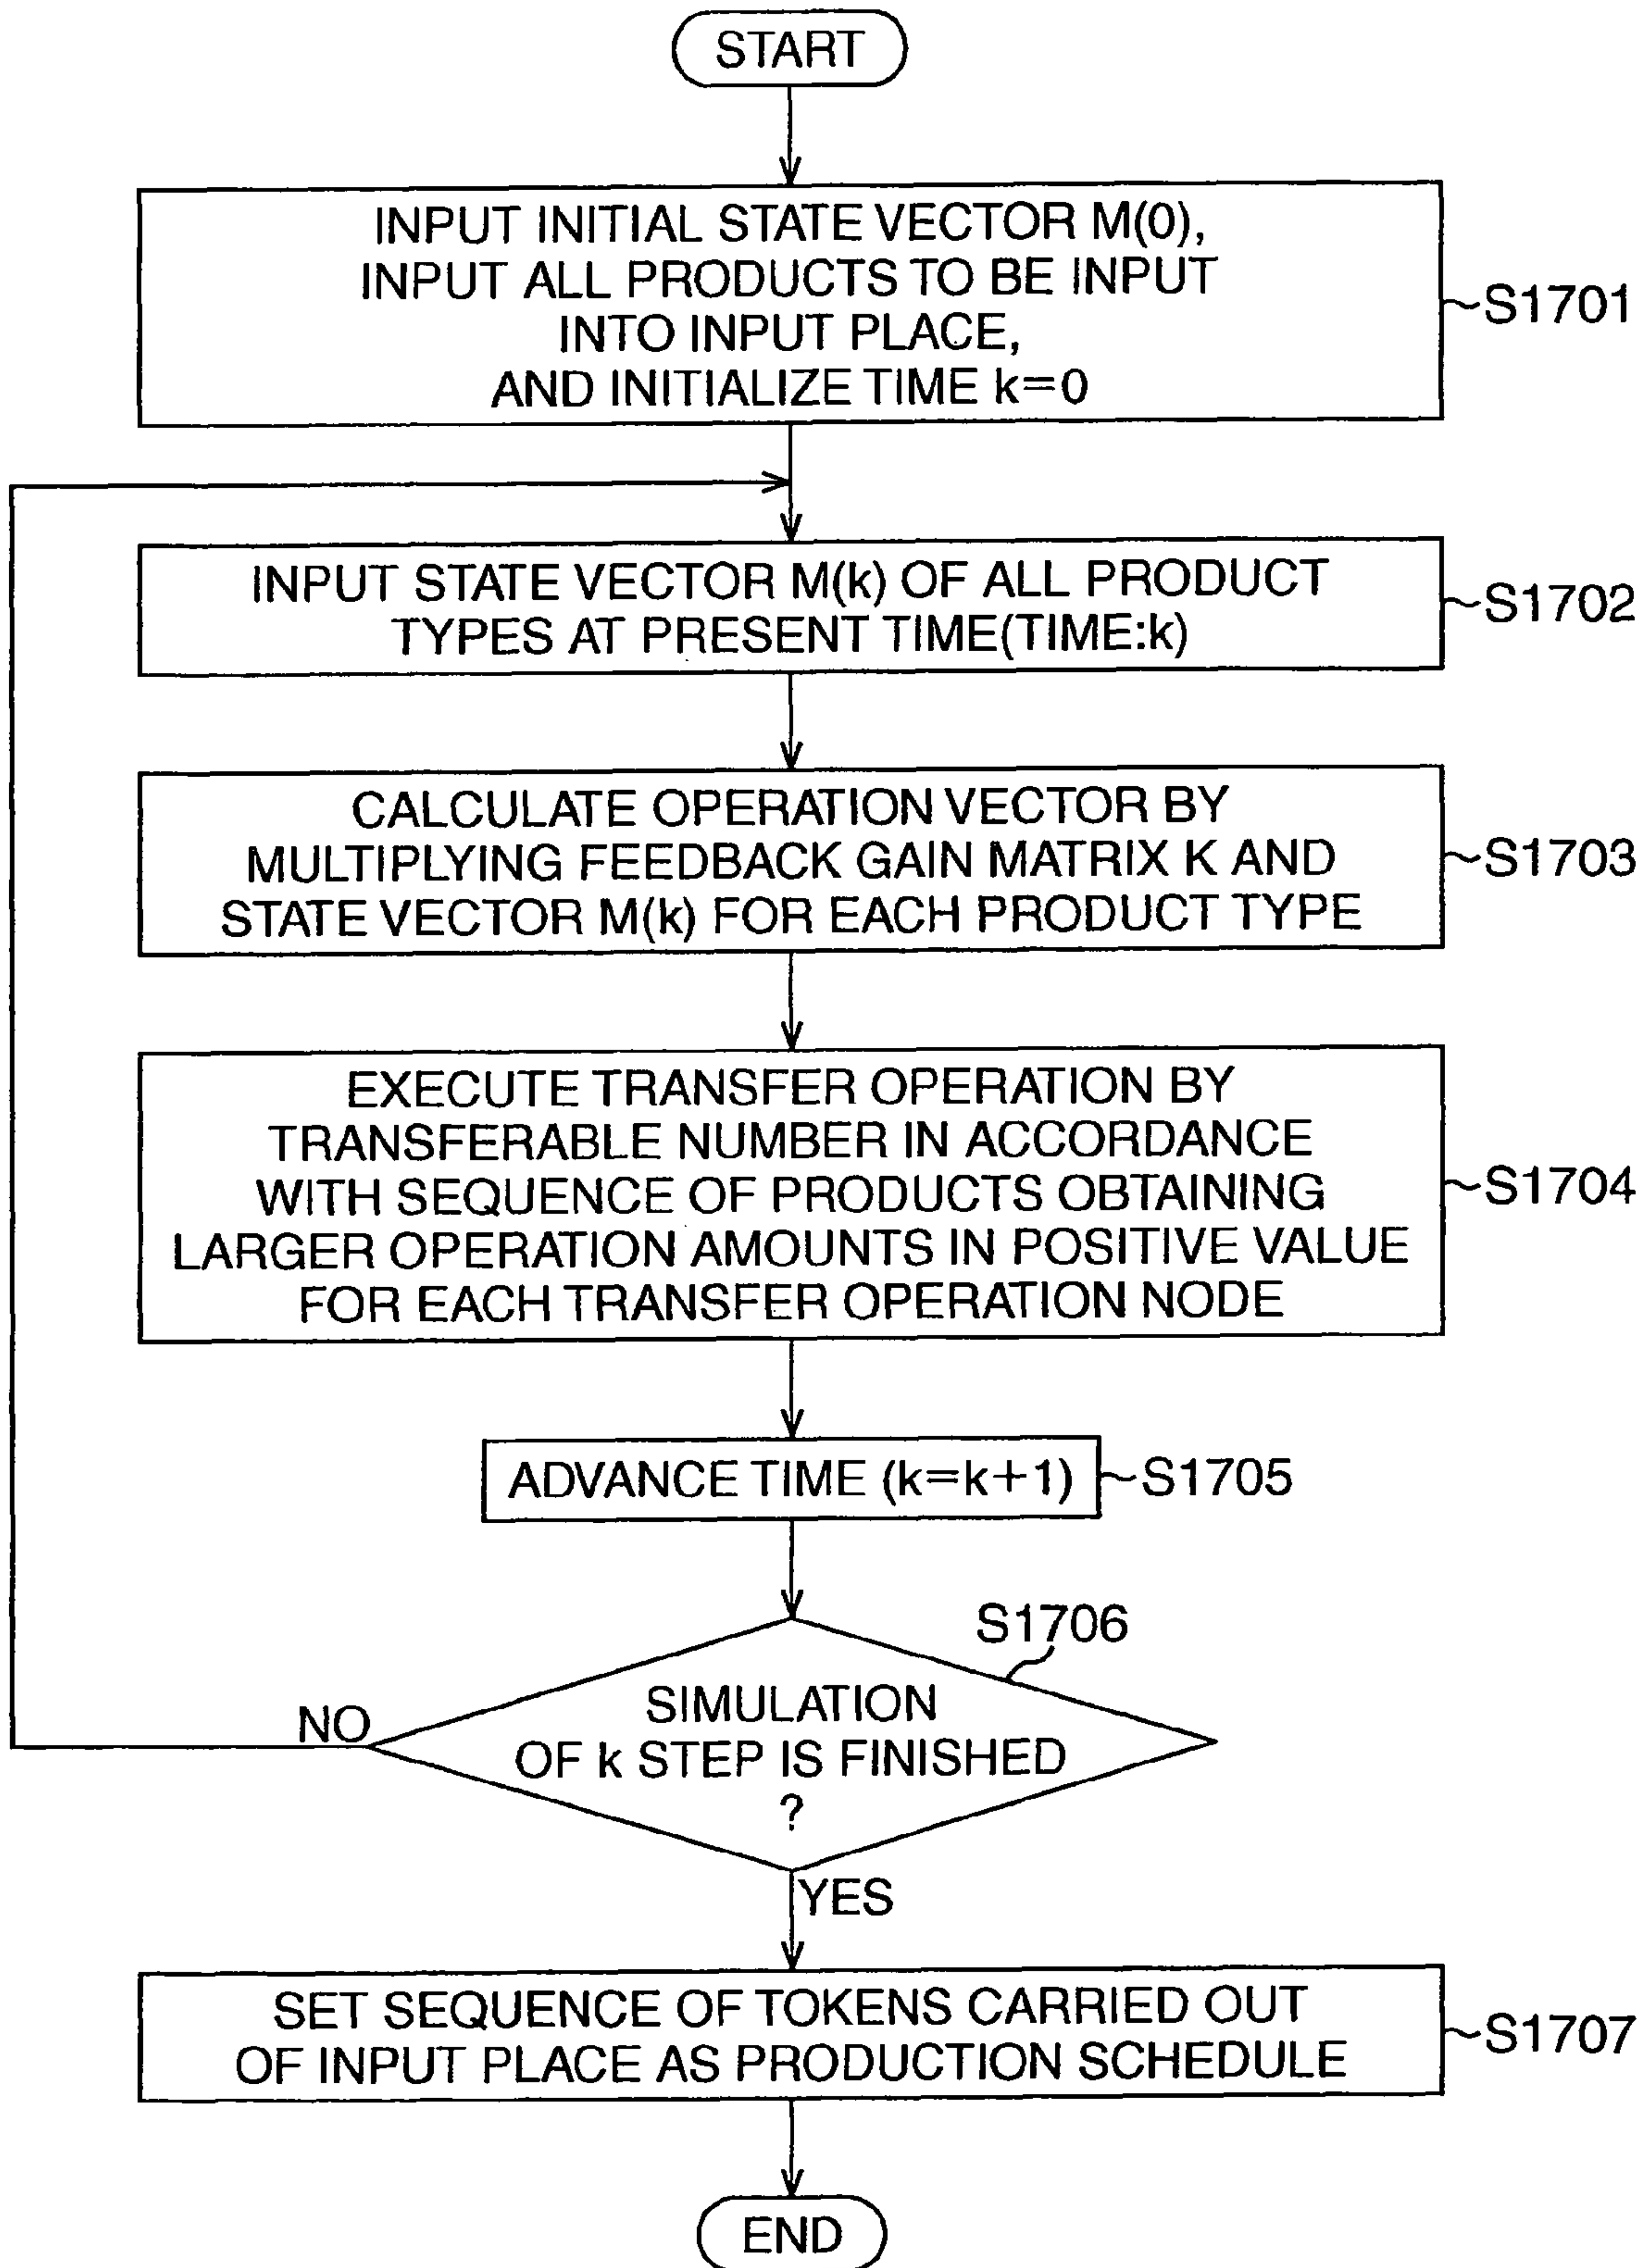 START
INPUT INITIAL STATE VECTOR M(0),
INPUT ALL PRODUCTS TO BE INPUT
INTO INPUT PLACE,
AND INITIALIZE TIME k=0
S1701
INPUT STATE VECTOR M(k) OF ALL PRODUCT
TYPES AT PRESENT TIME(TIME:k)
S1702
CALCULATE OPERATION VECTOR BY
MULTIPLYING FEEDBACK GAIN MATRIX K AND
STATE VECTOR M(k) FOR EACH PRODUCT TYPE
S1703
EXECUTE TRANSFER OPERATION BY
TRANSFERABLE NUMBER IN ACCORDANCE
WITH SEQUENCE OF PRODUCTS OBTAINING
LARGER OPERATION AMOUNTS IN POSITIVE VALUE
FOR EACH TRANSFER OPERATION NODE
S1704
ADVANCE TIME (k=k+1)
S1705
S1706
SIMULATION
OF k STEP IS FINISHED
?
NO
YES
SET SEQUENCE OF TOKENS CARRIED OUT
OF INPUT PLACE AS PRODUCTION SCHEDULE
S1707
END